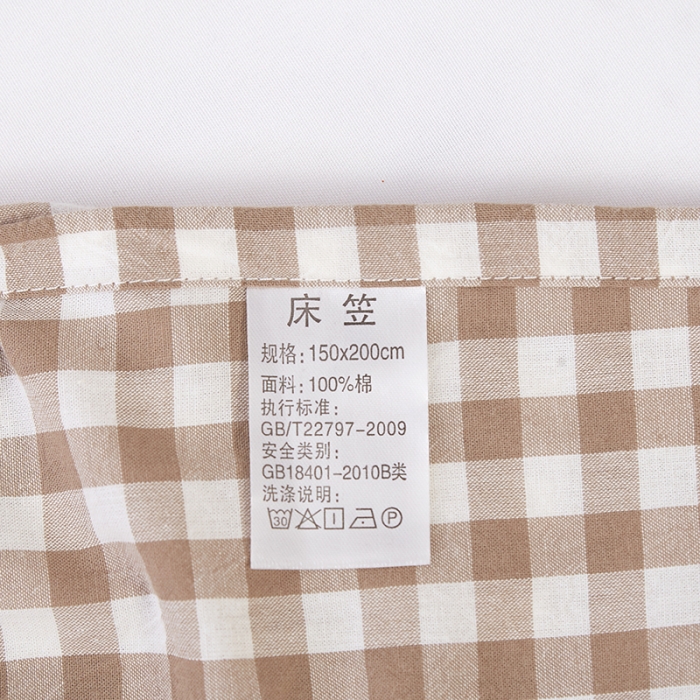 床笠
规格:150x200cm
面料:100%棉
执行标准:
GB/T22797-2009
安全类别:
GB18401-2010B类
洗涤说明:
30 P